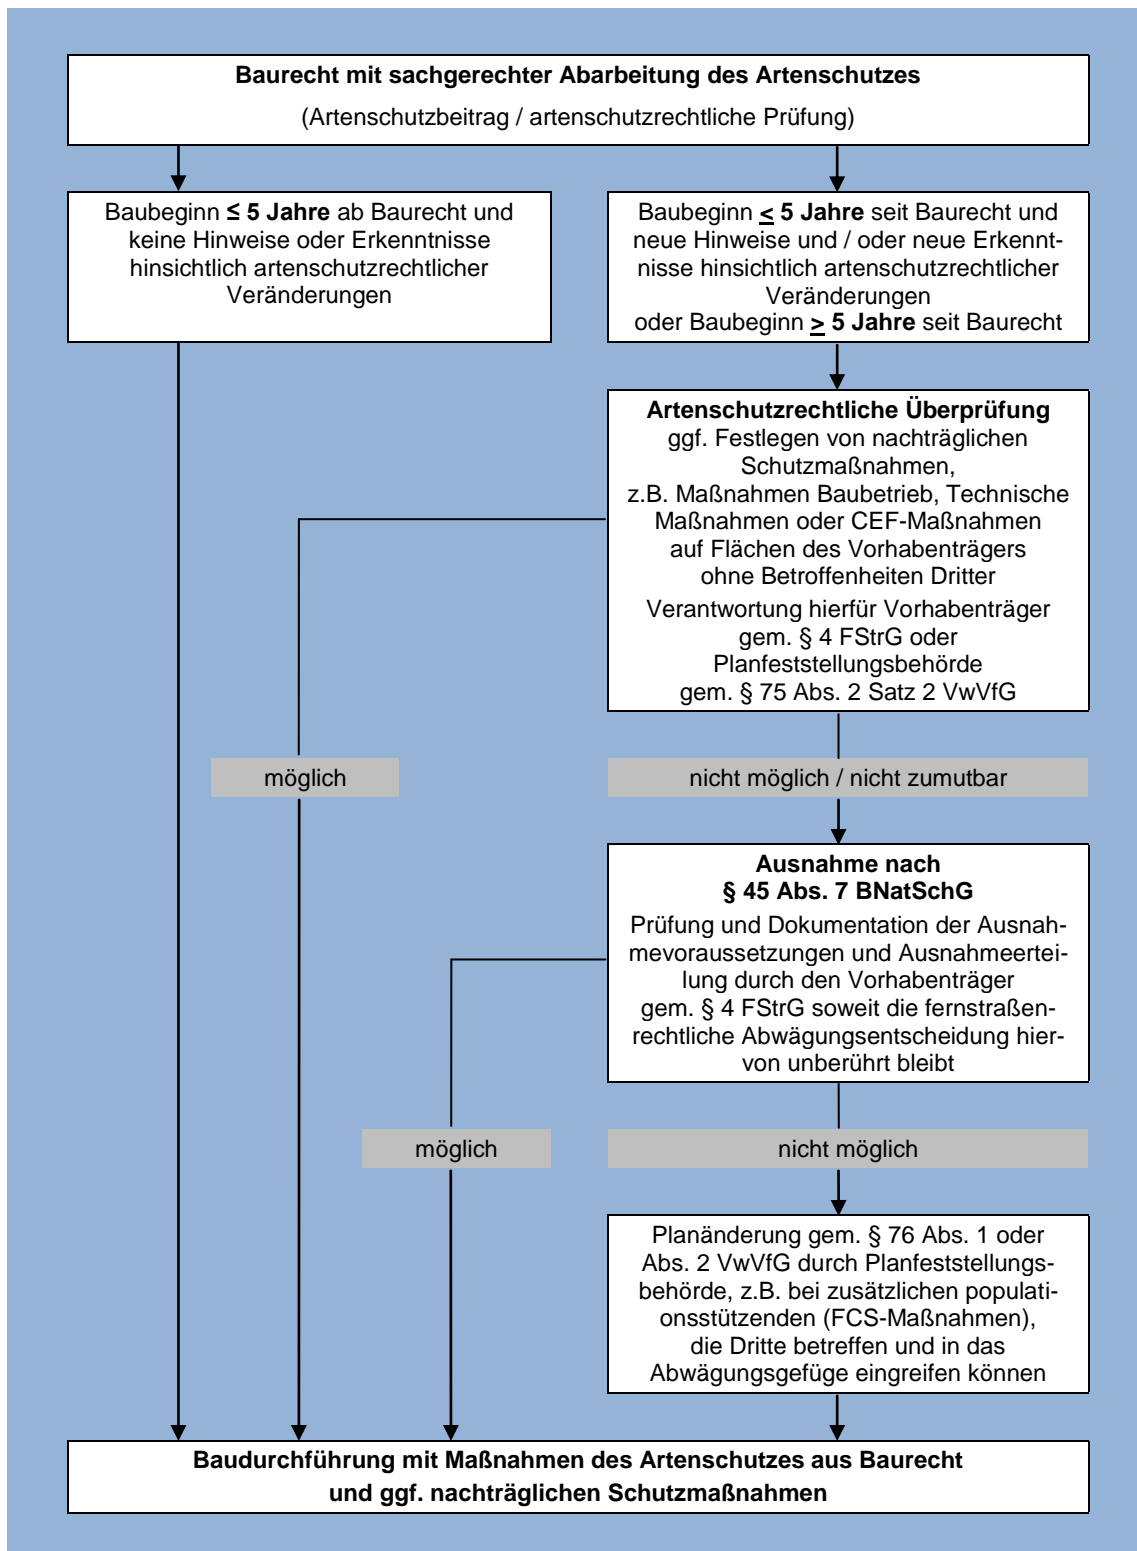 Baurecht mit sachgerechter Abarbeitung des Artenschutzes
(Artenschutzbeitrag / artenschutzrechtliche Prüfung)
Baubeginn ≤ 5 Jahre ab Baurecht und
keine Hinweise oder Erkenntnisse
hinsichtlich artenschutzrechtlicher
Veränderungen
Baubeginn < 5 Jahre seit Baurecht und
neue Hinweise und / oder neue Erkennt-
nisse hinsichtlich artenschutzrechtlicher
Veränderungen
oder Baubeginn > 5 Jahre seit Baurecht
Artenschutzrechtliche Überprüfung
ggf. Festlegen von nachträglichen
Schutzmaßnahmen,
z.B. Maßnahmen Baubetrieb, Technische
Maßnahmen oder CEF-Maßnahmen
auf Flächen des Vorhabenträgers
ohne Betroffenheiten Dritter
Verantwortung hierfür Vorhabenträger
gem. § 4 FStrG oder
Planfeststellungsbehörde
gem. § 75 Abs. 2 Satz 2 VwVfG
möglich
nicht möglich / nicht zumutbar
Ausnahme nach
§ 45 Abs. 7 BNatSchG
Prüfung und Dokumentation der Ausnah-
mevoraussetzungen und Ausnahmeertei-
lung durch den Vorhabenträger
gem. § 4 FStrG soweit die fernstraßen-
rechtliche Abwägungsentscheidung hier-
von unberührt bleibt
möglich
nicht möglich
Planänderung gem. § 76 Abs. 1 oder
Abs. 2 VwVfG durch Planfeststellungs-
behörde, z.B. bei zusätzlichen populati-
onsstützenden (FCS-Maßnahmen),
die Dritte betreffen und in das
Abwägungsgefüge eingreifen können
Baudurchführung mit Maßnahmen des Artenschutzes aus Baurecht
und ggf. nachträglichen Schutzmaßnahmen